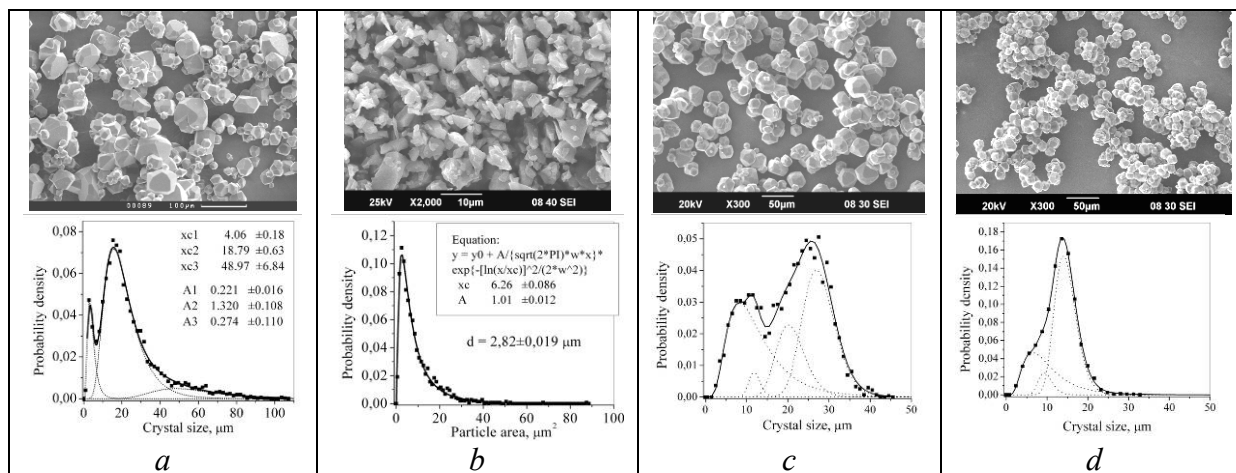 00089 100µm
25kV X2,000 10µm 08 40 SEI
20kV X300 50µm 08 30 SEI
20kV X300 50µm 08 30 SEI
0,08
0,06
0,04
0,02
0,00
Probability density
xc1 4.06 ±0.18
xc2 18.79 ±0.63
xc3 48.97 ±6.84
A1 0.221 ±0.016
A2 1.320 ±0.108
A3 0.274 ±0.110
0 20 40 60 80 100
Crystal size, µm
0,12
0,10
0,08
0,06
0,04
0,02
0,00
Probability density
Equation:
y = y0 + A/{sqrt(2*PI)*w*x}*
exp{-[ln(x/xc)]^2/(2*w^2)}
xc 6.26 ±0.086
A 1.01 ±0.012
d = 2,82±0,019 µm
0 20 40 60 80 100
Particle area, µm²
0,05
0,04
0,03
0,02
0,01
0,00
Probability density
0 10 20 30 40 50
Crystal size, µm
0,18
0,16
0,14
0,12
0,10
0,08
0,06
0,04
0,02
0,00
Probability density
0 10 20 30 40 50
Crystal size, µm
a b c d